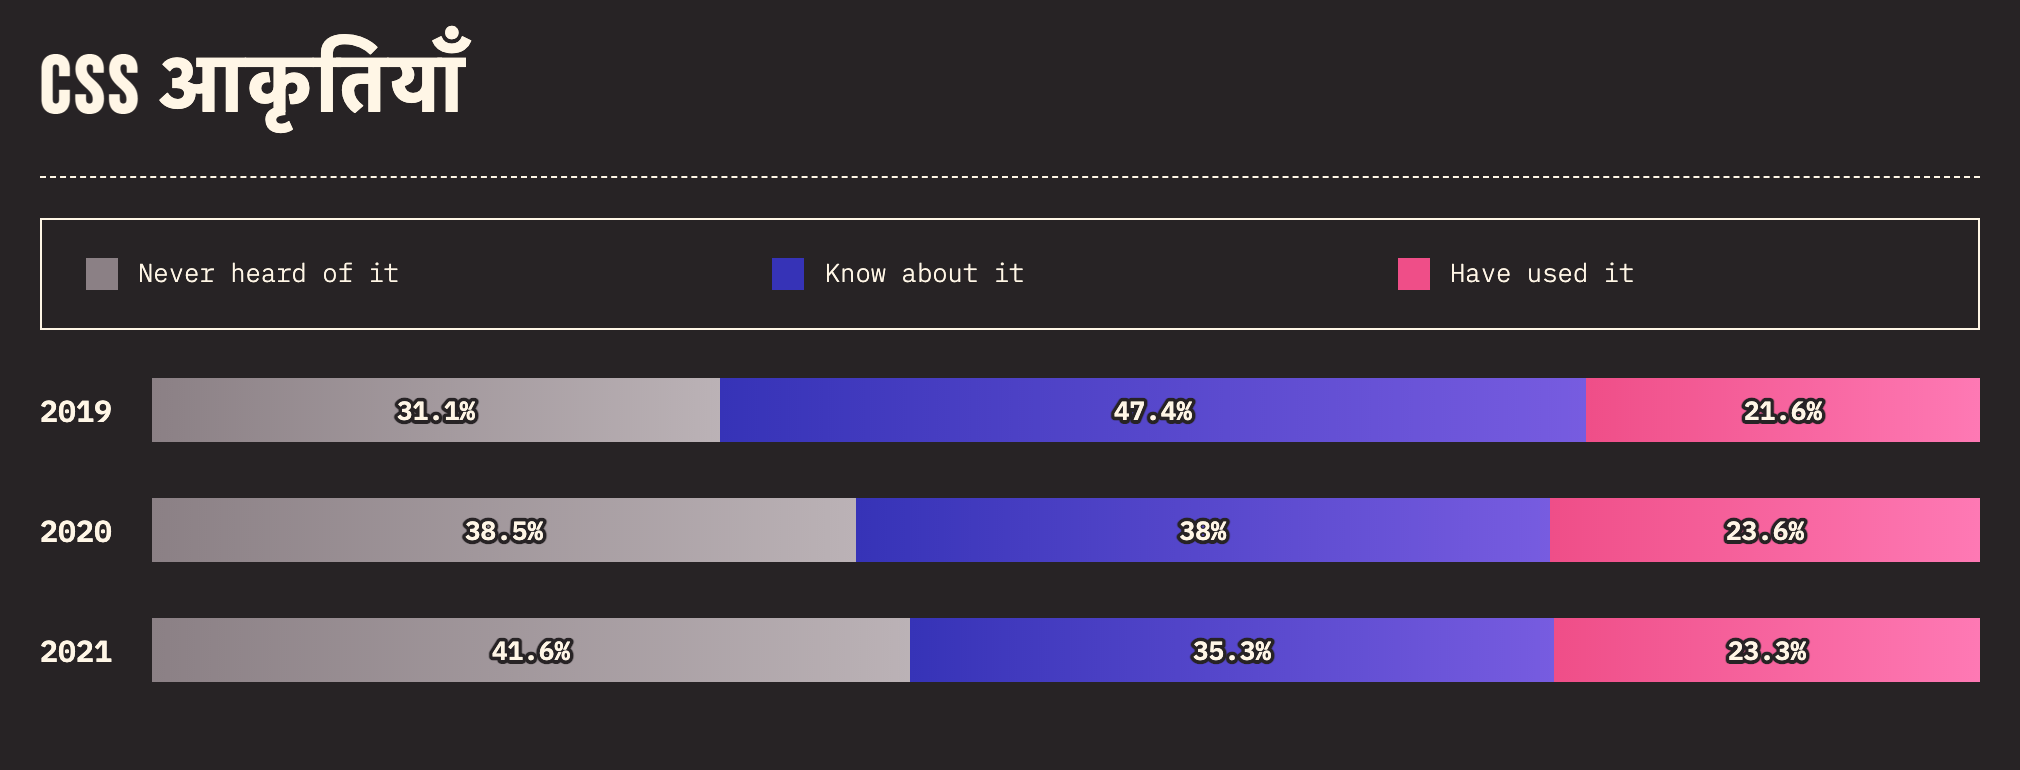 CSS आकृतियाँ
Never heard of it Know about it Have used it
2019 31.1% 47.4% 21.6%
2020 38.5% 38% 23.6%
2021 41.6% 35.3% 23.3%